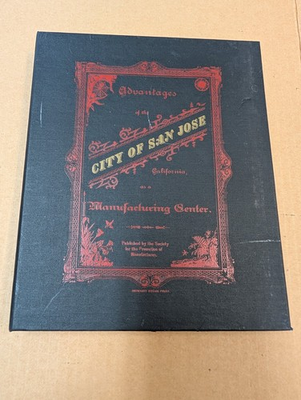 Advantages
of the
CITY OF SAN JOSE
California,
as a
Manufacturing Center.
Published by the Society
for the Promotion of
Manufactures.